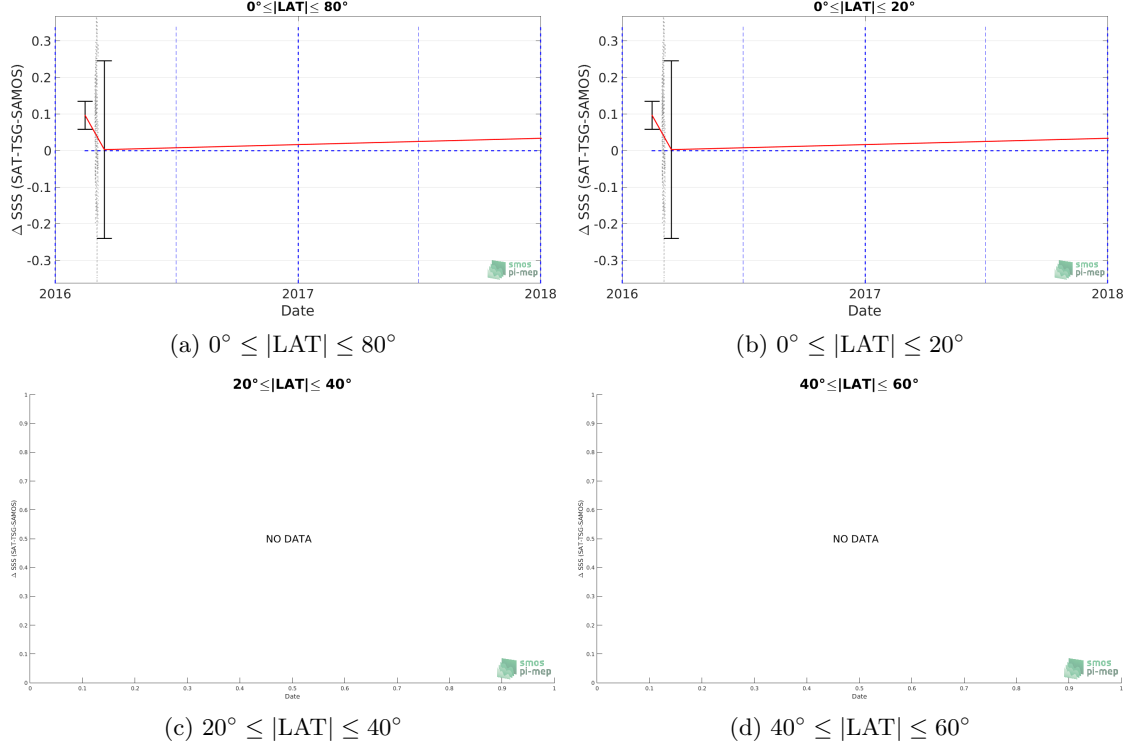 0°≤|LAT|≤ 80°
0.3
0.2
0.1
0
-0.1
-0.2
-0.3
Δ SSS (SAT-TSG-SAMOS)
2016
2017
2018
Date
smos
pi-mep
(a) 0° ≤ |LAT| ≤ 80°
0°≤|LAT|≤ 20°
0.3
0.2
0.1
0
-0.1
-0.2
-0.3
Δ SSS (SAT-TSG-SAMOS)
2016
2017
2018
Date
smos
pi-mep
(b) 0° ≤ |LAT| ≤ 20°
20°≤|LAT|≤ 40°
1
0.9
0.8
0.7
0.6
0.5
0.4
0.3
0.2
0.1
0
Δ SSS (SAT-TSG-SAMOS)
NO DATA
0 0.1 0.2 0.3 0.4 0.5 0.6 0.7 0.8 0.9 1
Date
smos
pi-mep
(c) 20° ≤ |LAT| ≤ 40°
40°≤|LAT|≤ 60°
1
0.9
0.8
0.7
0.6
0.5
0.4
0.3
0.2
0.1
0
Δ SSS (SAT-TSG-SAMOS)
NO DATA
0 0.1 0.2 0.3 0.4 0.5 0.6 0.7 0.8 0.9 1
Date
smos
pi-mep
(d) 40° ≤ |LAT| ≤ 60°